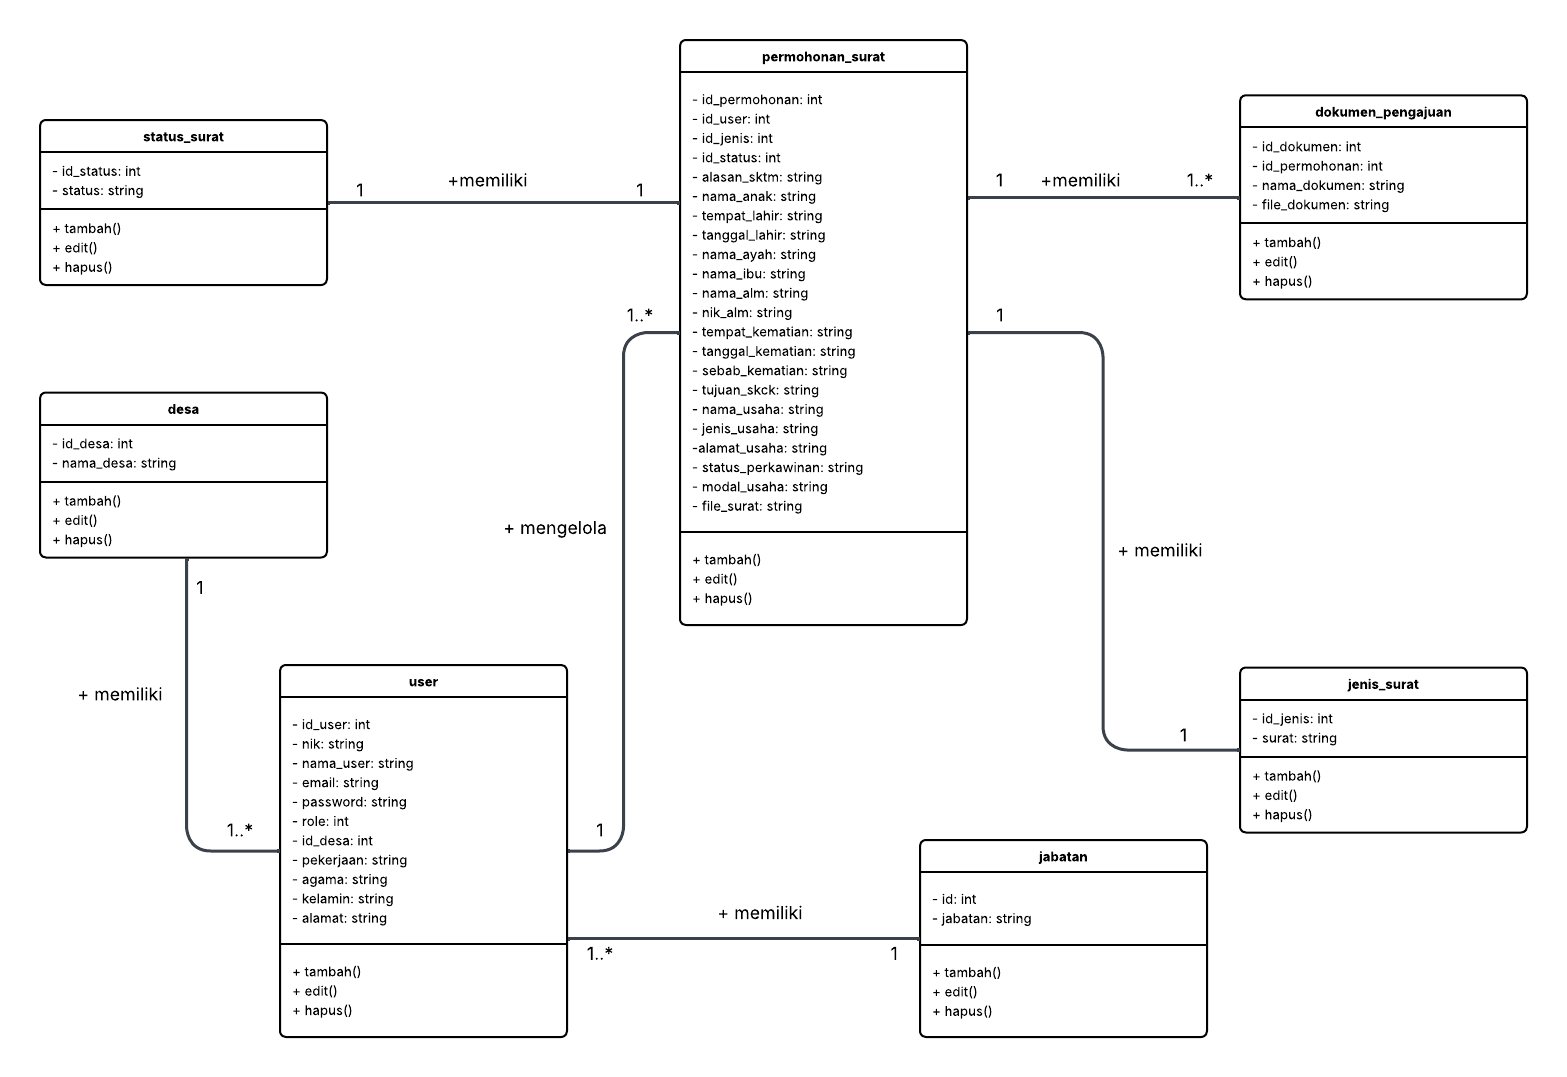 permohonan_surat
- id_permohonan: int
- id_user: int
- id_jenis: int
- id_status: int
- alasan_sktm: string
- nama_anak: string
- tempat_lahir: string
- tanggal_lahir: string
- nama_ayah: string
- nama_ibu: string
- nama_alm: string
- nik_alm: string
- tempat_kematian: string
- tanggal_kematian: string
- sebab_kematian: string
- tujuan_skck: string
- nama_usaha: string
- jenis_usaha: string
-alamat_usaha: string
- status_perkawinan: string
- modal_usaha: string
- file_surat: string
+ tambah()
+ edit()
+ hapus()
status_surat
- id_status: int
- status: string
+ tambah()
+ edit()
+ hapus()
1
+memiliki
1
dokumen_pengajuan
- id_dokumen: int
- id_permohonan: int
- nama_dokumen: string
- file_dokumen: string
+ tambah()
+ edit()
+ hapus()
1
+memiliki
1..*
1..*
+ mengelola
1
1
+ memiliki
1
desa
- id_desa: int
- nama_desa: string
+ tambah()
+ edit()
+ hapus()
1
+ memiliki
1..*
user
- id_user: int
- nik: string
- nama_user: string
- email: string
- password: string
- role: int
- id_desa: int
- pekerjaan: string
- agama: string
- kelamin: string
- alamat: string
+ tambah()
+ edit()
+ hapus()
+ memiliki
1..*
1
jenis_surat
- id_jenis: int
- surat: string
+ tambah()
+ edit()
+ hapus()
jabatan
- id: int
- jabatan: string
+ tambah()
+ edit()
+ hapus()